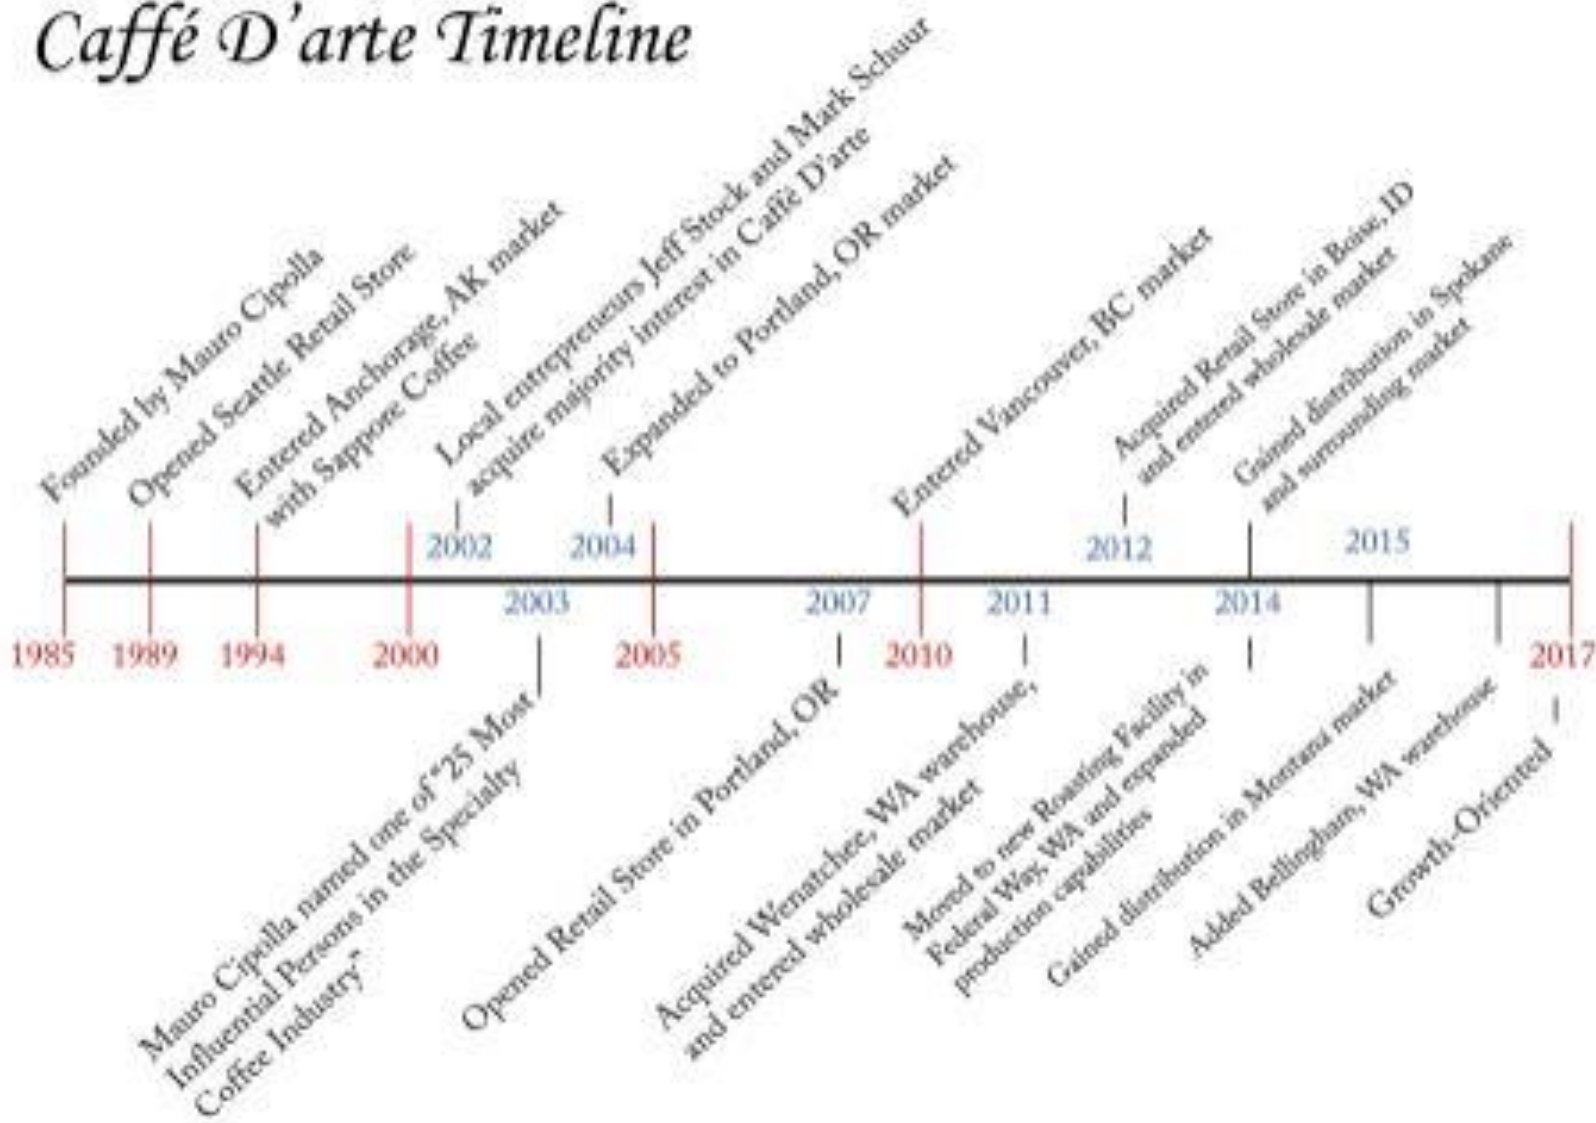 Caffé D'arte Timeline
Founded by Mauro Cipolla
Opened Seattle Retail Store
Entered Anchorage, AK market
with Sappore Coffee
Local entrepreneurs Jeff Stock and Mark Schuur
acquire majority interest in Caffé D'arte
Expanded to Portland, OR market
Entered Vancouver, BC market
Acquired Retail Store in Boise, ID
and entered wholesale market
Gained distribution in Spokane
and surrounding market
2002
2004
2012
2015
2003
2007
2011
2014
1985
1989
1994
2000
2005
2010
2017
Mauro Cipolla named one of "25 Most
Influential Persons in the Specialty
Coffee Industry"
Opened Retail Store in Portland, OR
Acquired Wenatchee, WA warehouse,
and entered wholesale market
Moved to new Roasting Facility in
Federal Way, WA and expanded
production capabilities
Gained distribution in Montana market
Added Bellingham, WA warehouse
Growth-Oriented